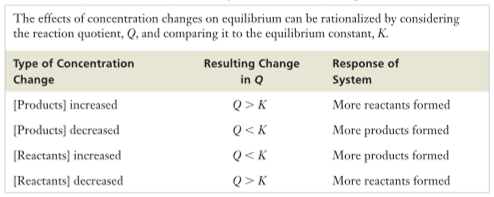 The effects of concentration changes on equilibrium can be rationalized by considering
the reaction quotient, Q, and comparing it to the equilibrium constant, K.
Type of Concentration Resulting Change Response of
Change in Q System
[Products] increased Q > K More reactants formed
[Products] decreased Q < K More products formed
[Reactants] increased Q < K More products formed
[Reactants] decreased Q > K More reactants formed